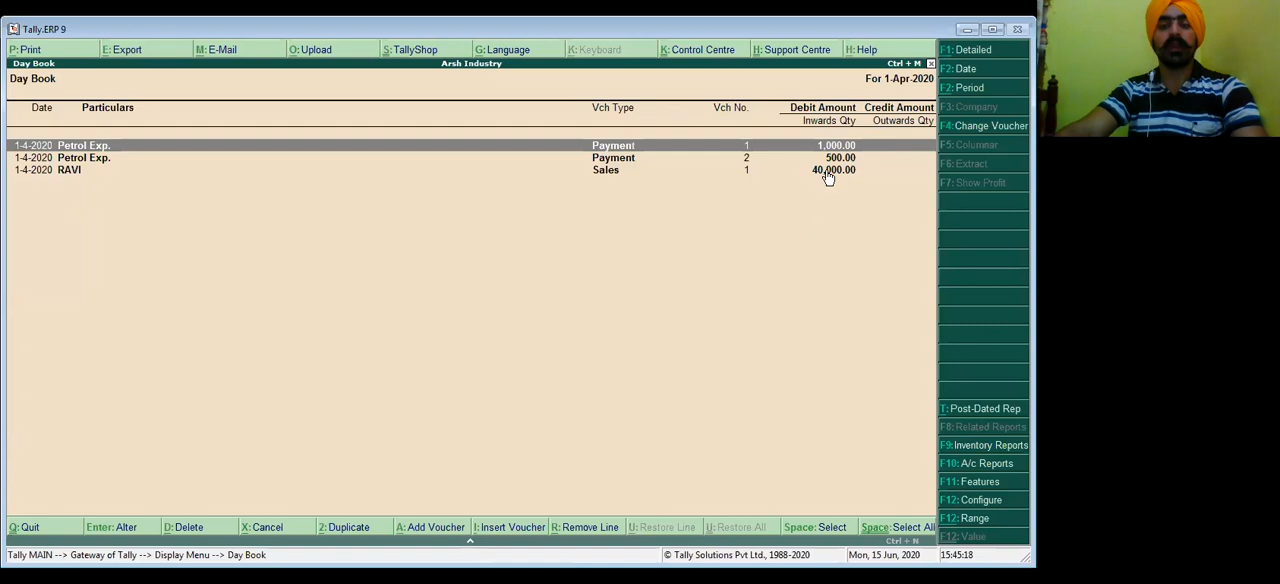 Tally.ERP 9
P: Print E: Export M: E-Mail O: Upload S: TallyShop G: Language K: Keyboard K: Control Centre H: Support Centre H: Help
Day Book Arsh Industry Ctrl + M
Day Book For 1-Apr-2020
Date Particulars Vch Type Vch No. Debit Amount Credit Amount
Inwards Qty Outwards Qty
1-4-2020 Petrol Exp. Payment 1 1,000.00
1-4-2020 Petrol Exp. Payment 2 500.00
1-4-2020 RAVI Sales 1 40,000.00
F1: Detailed
F2: Date
F2: Period
F3: Company
F4: Change Voucher
F5: Columnar
F6: Extract
F7: Show Profit
T: Post-Dated Rep
F8: Related Reports
F9: Inventory Reports
F10: A/c Reports
F11: Features
F12: Configure
F12: Range
F12: Value
Q: Quit Enter: Alter D: Delete X: Cancel 2: Duplicate A: Add Voucher I: Insert Voucher R: Remove Line U: Restore Line U: Restore All Space: Select Space: Select All
Ctrl + N
Tally MAIN --> Gateway of Tally --> Display Menu --> Day Book © Tally Solutions Pvt Ltd., 1988-2020 Mon, 15 Jun, 2020 15:45:18